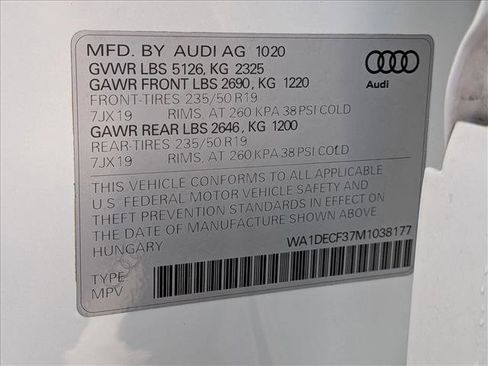 MFD. BY AUDI AG 1020
GVWR LBS 5126, KG 2325
GAWR FRONT LBS 2690, KG 1220
FRONT-TIRES 235/50 R19
7JX19 RIMS, AT 260 KPA 38 PSI COLD
GAWR REAR LBS 2646, KG 1200
REAR-TIRES 235/50 R19
7JX19 RIMS, AT 260 KPA 38 PSI COLD
Audi
THIS VEHICLE CONFORMS TO ALL APPLICABLE
U.S. FEDERAL MOTOR VEHICLE SAFETY AND
THEFT PREVENTION STANDARDS IN EFFECT ON
THE DATE OF MANUFACTURE SHOWN ABOVE
HUNGARY
WA1DECF37M1038177
TYPE
MPV